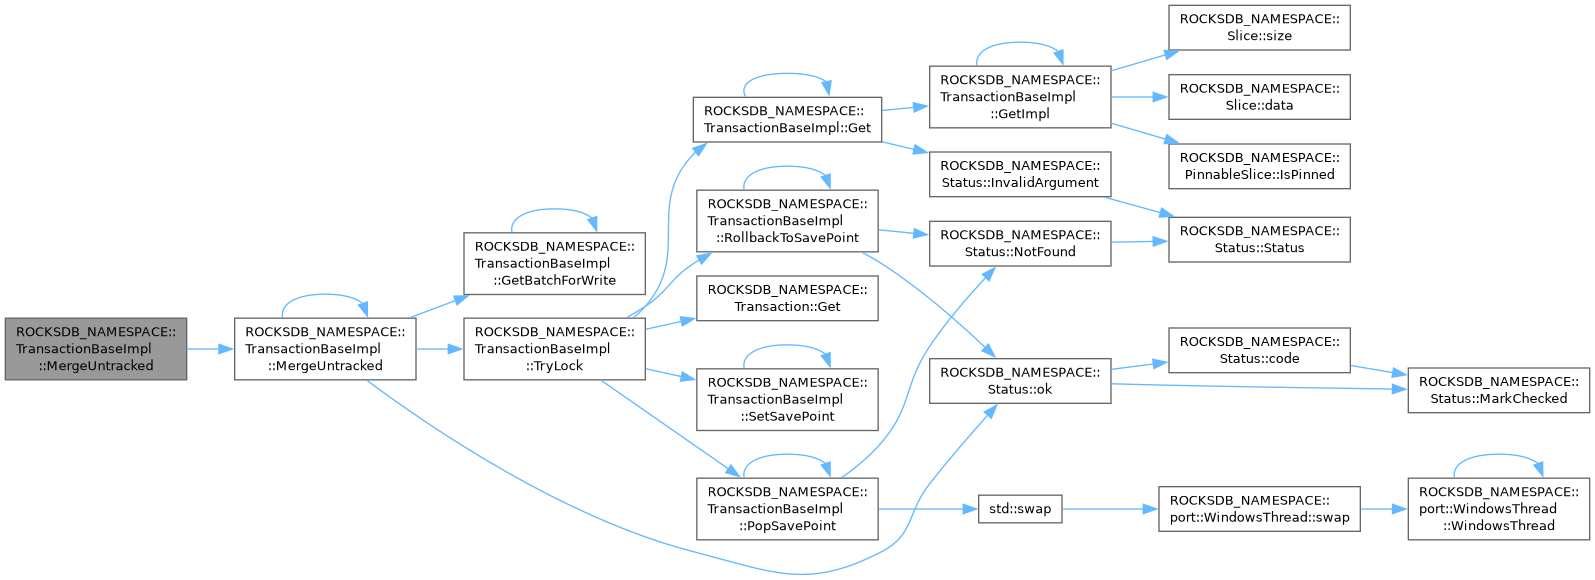 ROCKSDB_NAMESPACE::
TransactionBaseImpl
::MergeUntracked
ROCKSDB_NAMESPACE::
TransactionBaseImpl
::MergeUntracked
ROCKSDB_NAMESPACE::
TransactionBaseImpl
::GetBatchForWrite
ROCKSDB_NAMESPACE::
TransactionBaseImpl
::TryLock
ROCKSDB_NAMESPACE::
TransactionBaseImpl::Get
ROCKSDB_NAMESPACE::
TransactionBaseImpl
::RollbackToSavePoint
ROCKSDB_NAMESPACE::
Transaction::Get
ROCKSDB_NAMESPACE::
TransactionBaseImpl
::SetSavePoint
ROCKSDB_NAMESPACE::
TransactionBaseImpl
::PopSavePoint
ROCKSDB_NAMESPACE::
TransactionBaseImpl
::GetImpl
ROCKSDB_NAMESPACE::
Status::InvalidArgument
ROCKSDB_NAMESPACE::
Status::NotFound
ROCKSDB_NAMESPACE::
Status::ok
std::swap
ROCKSDB_NAMESPACE::
Slice::size
ROCKSDB_NAMESPACE::
Slice::data
ROCKSDB_NAMESPACE::
PinnableSlice::IsPinned
ROCKSDB_NAMESPACE::
Status::Status
ROCKSDB_NAMESPACE::
Status::code
ROCKSDB_NAMESPACE::
port::WindowsThread::swap
ROCKSDB_NAMESPACE::
Status::MarkChecked
ROCKSDB_NAMESPACE::
port::WindowsThread
::WindowsThread